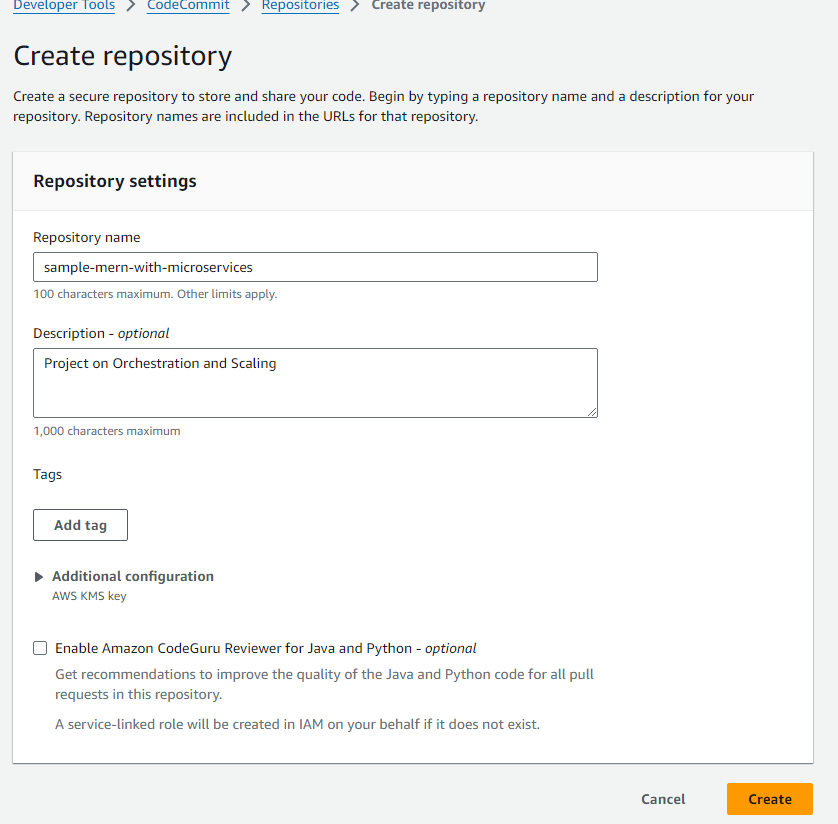 Developer Tools > CodeCommit > Repositories > Create repository
Create repository
Create a secure repository to store and share your code. Begin by typing a repository name and a description for your
repository. Repository names are included in the URLs for that repository.
Repository settings
Repository name
sample-mern-with-microservices
100 characters maximum. Other limits apply.
Description - optional
Project on Orchestration and Scaling
1,000 characters maximum
Tags
Add tag
Additional configuration
AWS KMS key
Enable Amazon CodeGuru Reviewer for Java and Python - optional
Get recommendations to improve the quality of the Java and Python code for all pull
requests in this repository.
A service-linked role will be created in IAM on your behalf if it does not exist.
Cancel
Create